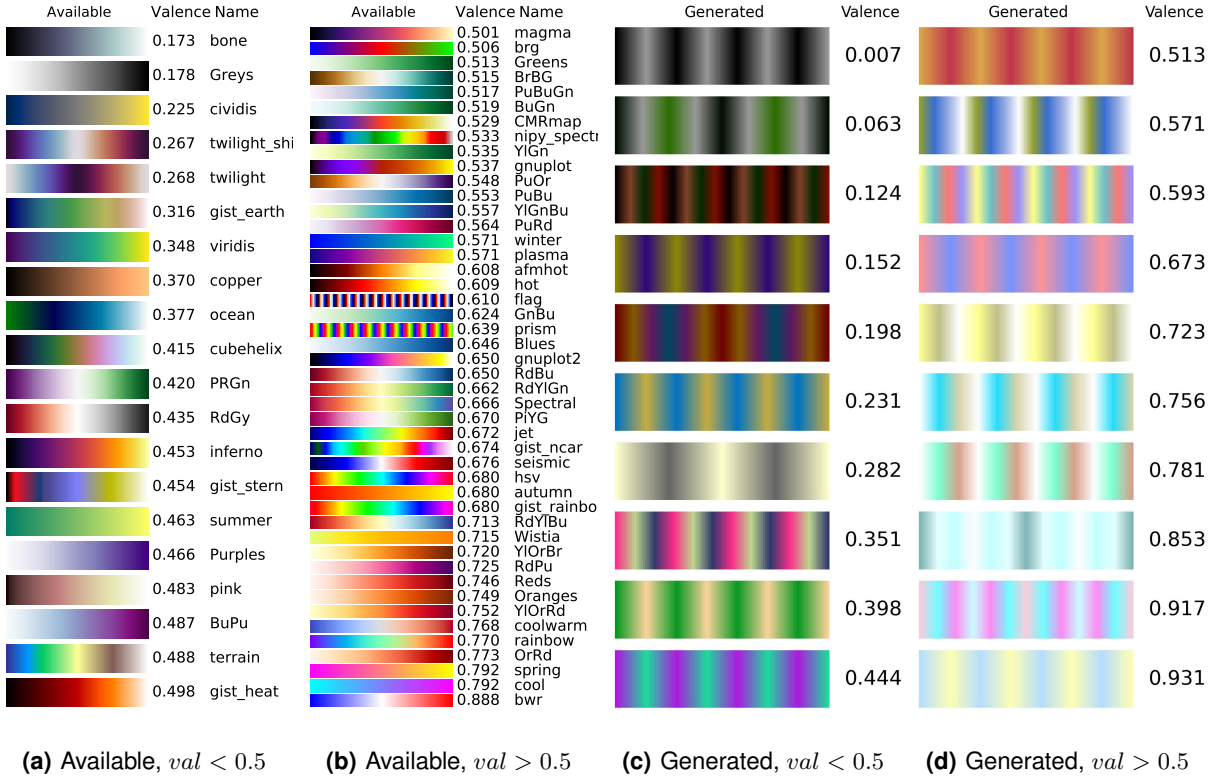 Available Valence Name
0.173 bone
0.178 Greys
0.225 cividis
0.267 twilight_shi
0.268 twilight
0.316 gist_earth
0.348 viridis
0.370 copper
0.377 ocean
0.415 cubehelix
0.420 PRGn
0.435 RdGy
0.453 inferno
0.454 gist_stern
0.463 summer
0.466 Purples
0.483 pink
0.487 BuPu
0.488 terrain
0.498 gist_heat
(a) Available, val < 0.5
Available Valence Name
0.501 magma
0.506 brg
0.513 Greens
0.515 BrBG
0.517 PuBuGn
0.519 BuGn
0.529 CMRmap
0.533 nipy_spectr
0.535 YlGn
0.537 gnuplot
0.548 PuOr
0.553 PuBu
0.557 YlGnBu
0.564 PuRd
0.571 winter
0.571 plasma
0.608 afmhot
0.609 hot
0.610 flag
0.624 GnBu
0.639 prism
0.646 Blues
0.650 gnuplot2
0.650 RdBu
0.662 RdYlGn
0.666 Spectral
0.670 PiYG
0.672 jet
0.674 gist_ncar
0.676 seismic
0.680 hsv
0.680 autumn
0.680 gist_rainbo
0.713 RdYlBu
0.715 Wistia
0.720 YlOrBr
0.725 RdPu
0.746 Reds
0.749 Oranges
0.752 YlOrRd
0.768 coolwarm
0.770 rainbow
0.773 OrRd
0.792 spring
0.792 cool
0.888 bwr
(b) Available, val > 0.5
Generated Valence
0.007
0.063
0.124
0.152
0.198
0.231
0.282
0.351
0.398
0.444
(c) Generated, val < 0.5
Generated Valence
0.513
0.571
0.593
0.673
0.723
0.756
0.781
0.853
0.917
0.931
(d) Generated, val > 0.5